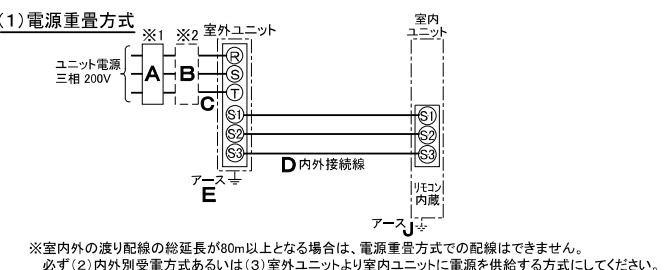 (1)電源重畳方式
※1 ※2 室外ユニット
室内
ユニット
ユニット電源
三相 200V
A B
C
R
S
T
S1 S1
S2 S2
S3 S3
D 内外接続線
アース
E
リモコン
内蔵
アース J
※室内外の渡り配線の総延長が80m以上となる場合は、電源重畳方式での配線はできません。
必ず(2)内外別受電方式あるいは(3)室外ユニットより室内ユニットに電源を供給する方式にしてください。